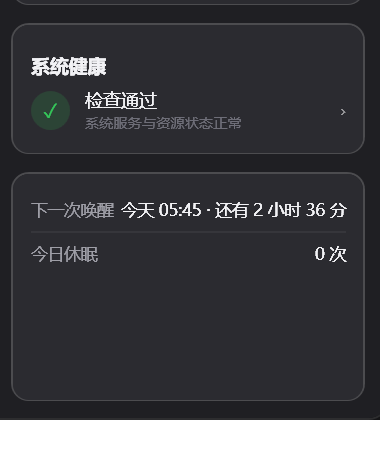 系统健康
检查通过
系统服务与资源状态正常
下一次唤醒 今天 05:45 · 还有 2 小时 36 分
今日休眠 0 次